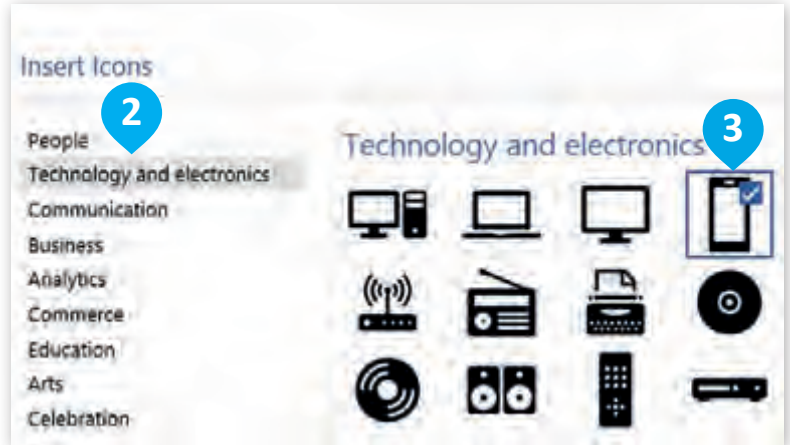 Insert Icons
2
3
People
Technology and electronics
Communication
Business
Analytics
Commerce
Education
Arts
Celebration
Technology and electronics